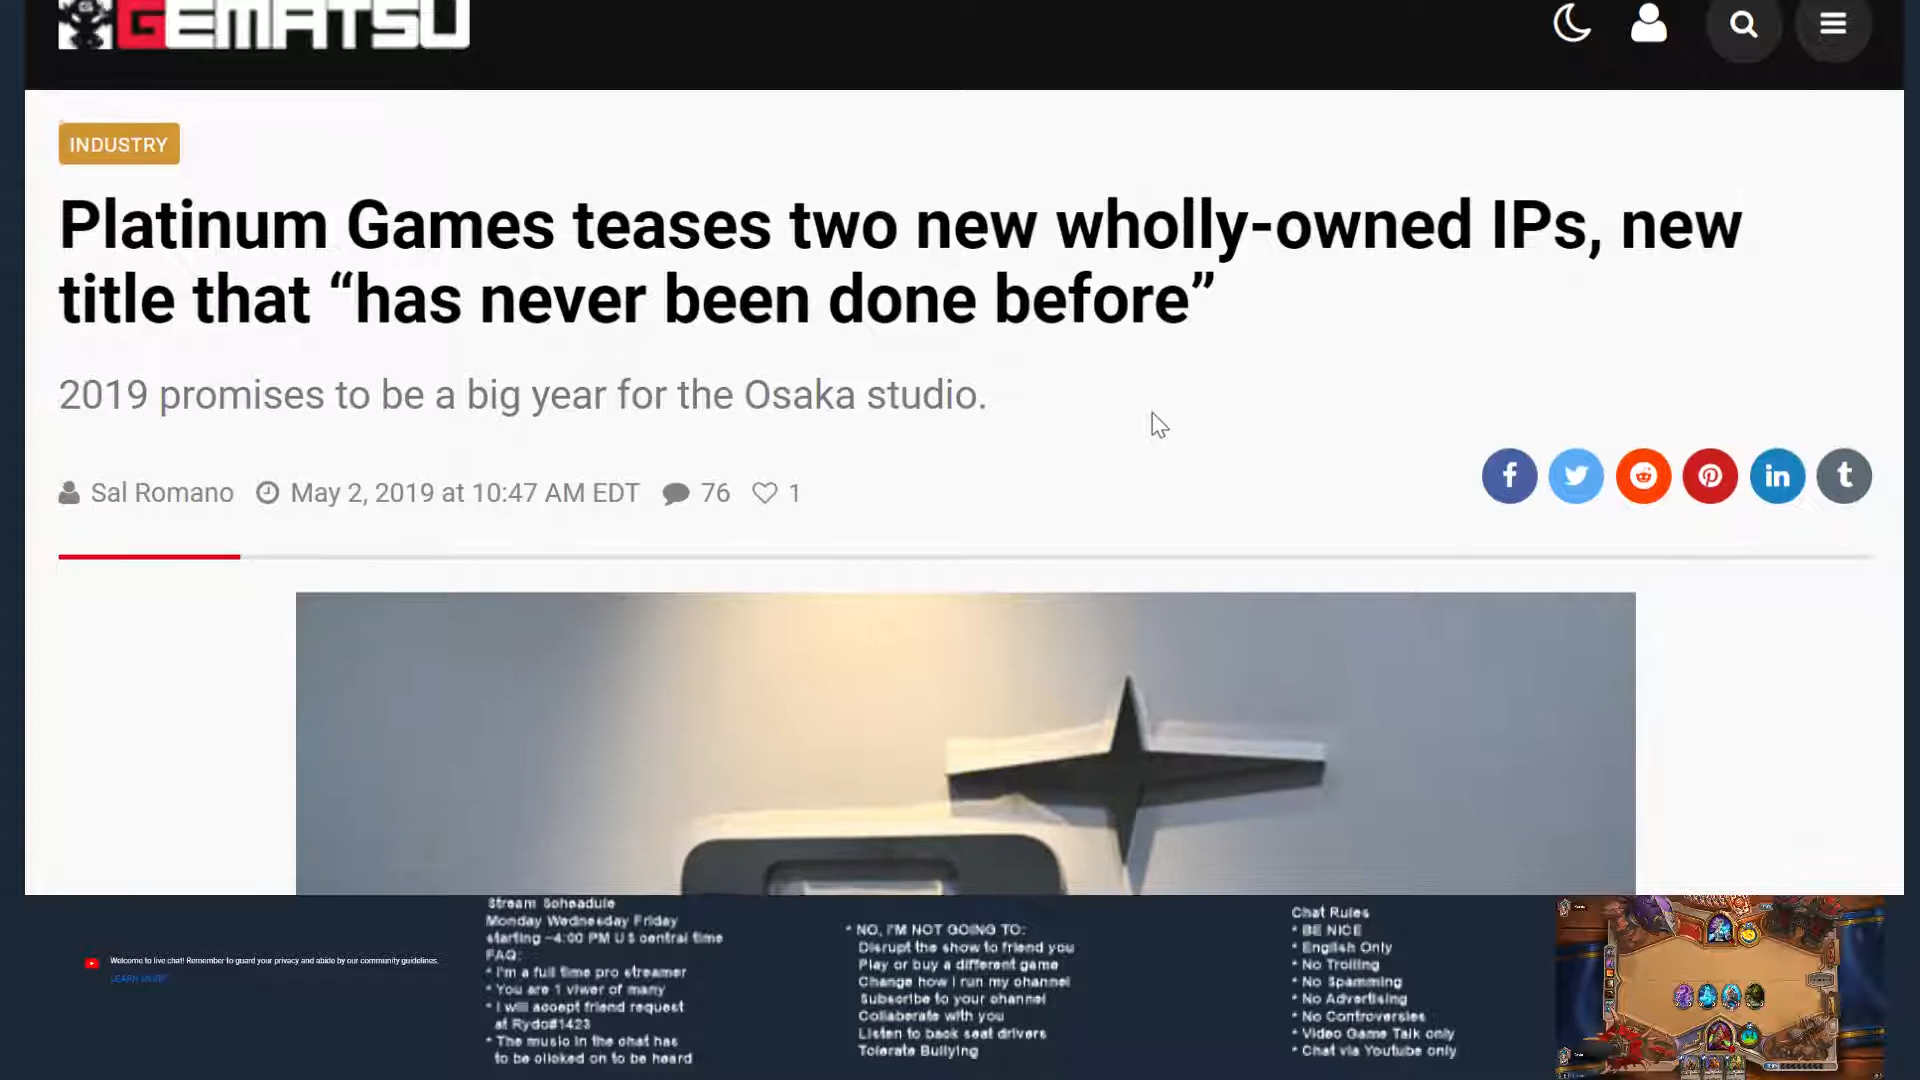 GEMATSU
INDUSTRY
Platinum Games teases two new wholly-owned IPs, new
title that “has never been done before”
2019 promises to be a big year for the Osaka studio.
Sal Romano May 2, 2019 at 10:47 AM EDT 76 1
Welcome to live chat! Remember to guard your privacy and abide by our community guidelines.
LEARN MORE
Stream Scheadule
Monday Wednesday Friday
starting ~4:00 PM US central time
FAQ:
* I'm a full time pro streamer
* You are 1 viwer of many
* I will accept friend request
at Rydo#1423
* The music in the chat has
to be clicked on to be heard
* NO, I'M NOT GOING TO:
Disrupt the show to friend you
Play or buy a different game
Change how I run my channel
Subscribe to your channel
Collaberate with you
Listen to back seat drivers
Tolerate Bullying
Chat Rules
* BE NICE
* English Only
* No Trolling
* No Spamming
* No Advertising
* No Controversies
* Video Game Talk only
* Chat via Youtube only